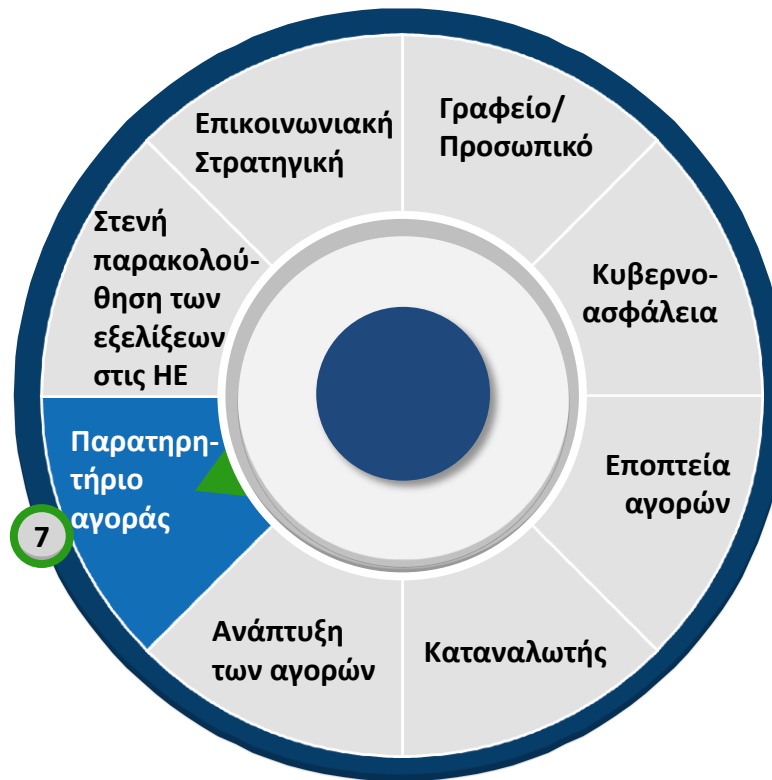 Επικοινωνιακή
Στρατηγική
Γραφείο/
Προσωπικό
Στενή
παρακολού-
θηση των
εξελίξεων
στις ΗΕ
Κυβερνο-
ασφάλεια
Παρατηρη-
τήριο
αγοράς
7
Εποπτεία
αγορών
Ανάπτυξη
των αγορών
Καταναλωτής